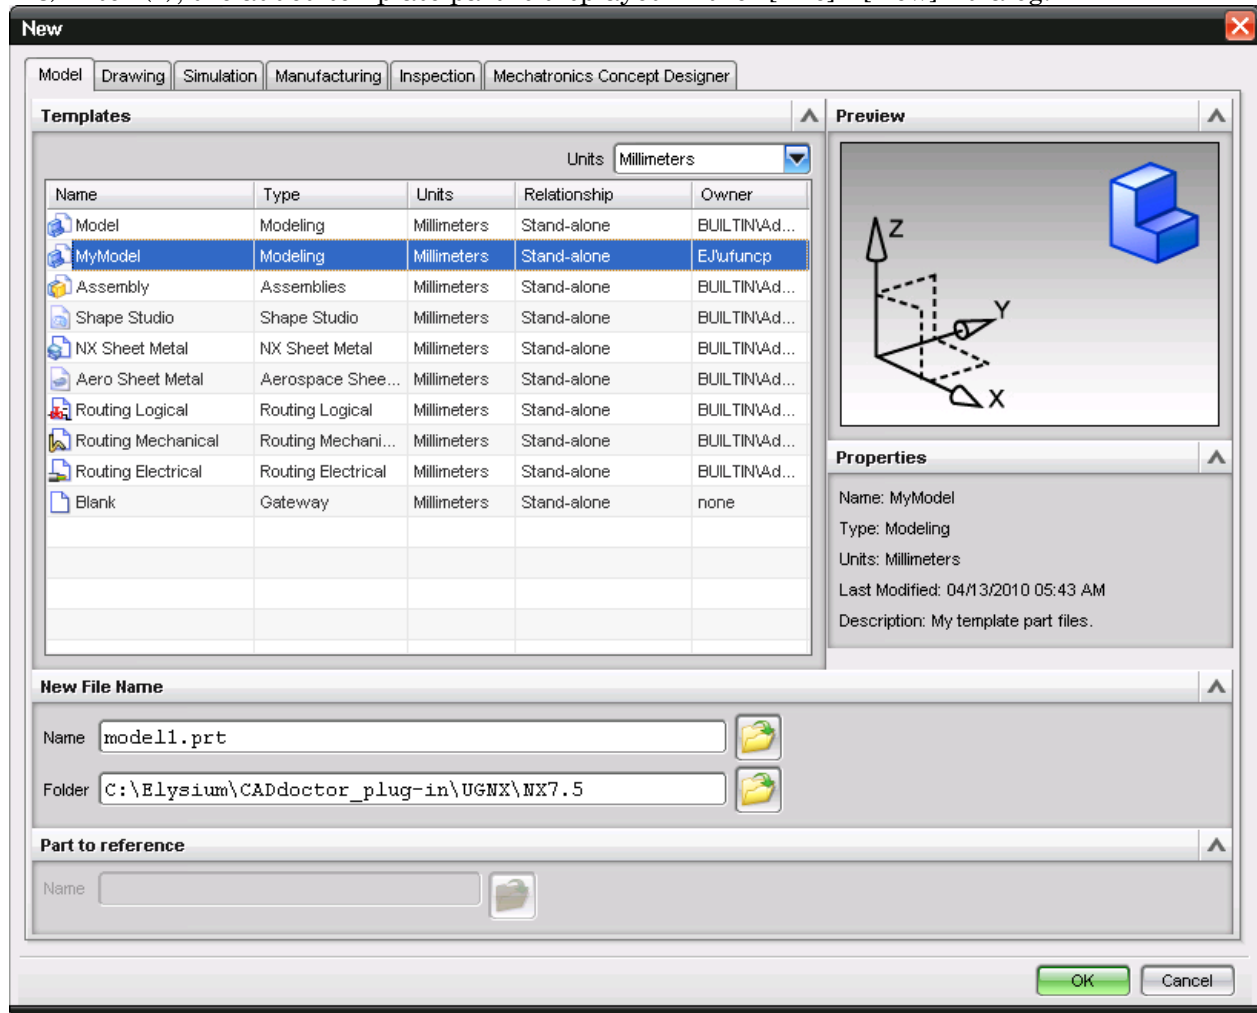 New
Model Drawing Simulation Manufacturing Inspection Mechatronics Concept Designer
Templates
Units Millimeters
Name Type Units Relationship Owner
Model Modeling Millimeters Stand-alone BUILTIN\Ad...
MyModel Modeling Millimeters Stand-alone EJ\ufuncp
Assembly Assemblies Millimeters Stand-alone BUILTIN\Ad...
Shape Studio Shape Studio Millimeters Stand-alone BUILTIN\Ad...
NX Sheet Metal NX Sheet Metal Millimeters Stand-alone BUILTIN\Ad...
Aero Sheet Metal Aerospace Shee... Millimeters Stand-alone BUILTIN\Ad...
Routing Logical Routing Logical Millimeters Stand-alone BUILTIN\Ad...
Routing Mechanical Routing Mechani... Millimeters Stand-alone BUILTIN\Ad...
Routing Electrical Routing Electrical Millimeters Stand-alone BUILTIN\Ad...
Blank Gateway Millimeters Stand-alone none
Preview
Z
Y
X
Properties
Name: MyModel
Type: Modeling
Units: Millimeters
Last Modified: 04/13/2010 05:43 AM
Description: My template part files.
New File Name
Name model1.prt
Folder C:\Elysium\CADdoctor_plug-in\UGNX\NX7.5
Part to reference
Name
OK Cancel